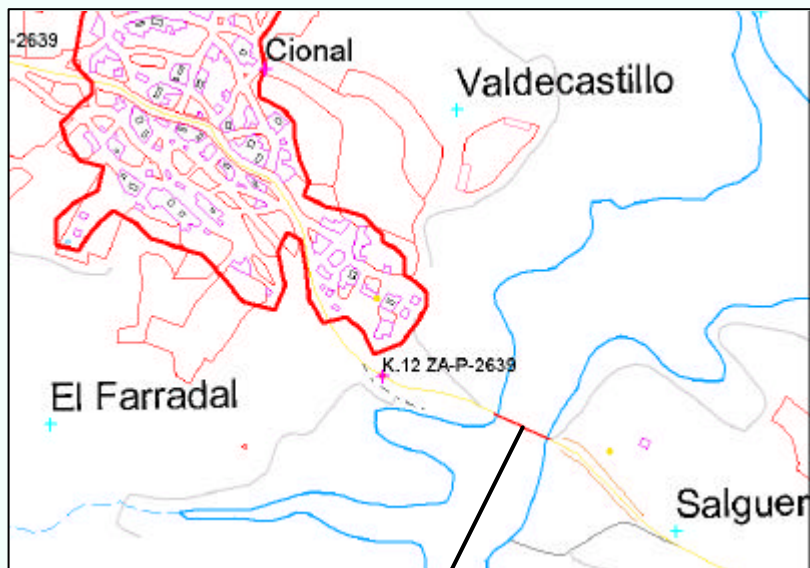 -2639
Cional
Valdecastillo
K.12 ZA-P-2639
El Farradal
Salguer